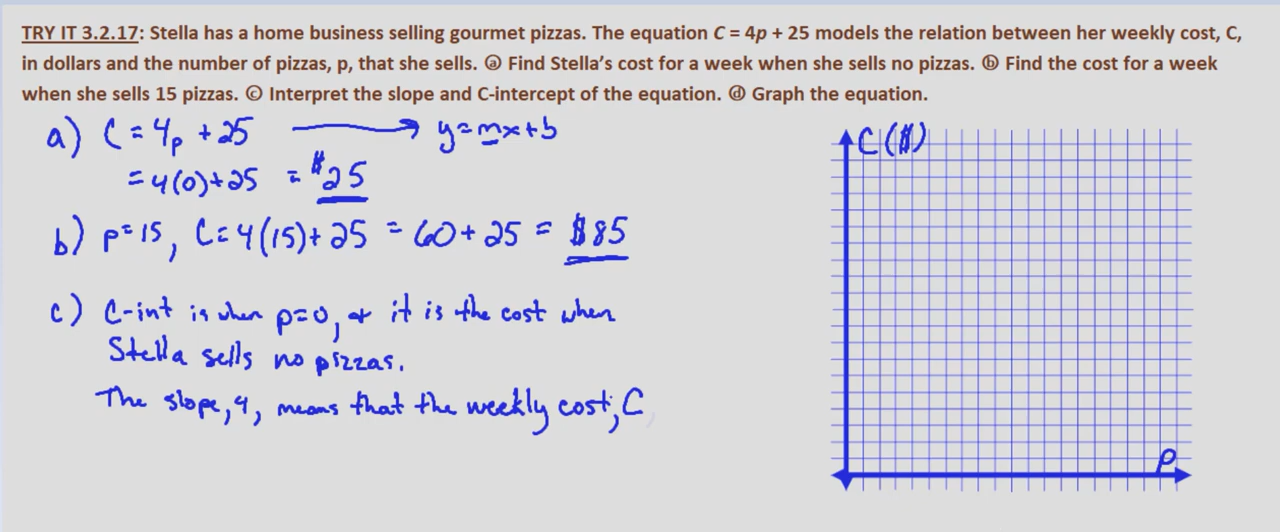 TRY IT 3.2.17: Stella has a home business selling gourmet pizzas. The equation C = 4p + 25 models the relation between her weekly cost, C,
in dollars and the number of pizzas, p, that she sells. ⓐ Find Stella’s cost for a week when she sells no pizzas. ⓑ Find the cost for a week
when she sells 15 pizzas. ⓒ Interpret the slope and C-intercept of the equation. ⓓ Graph the equation.
a) C = 4p + 25 → y = mx + b
= 4(0) + 25 = $25
b) p = 15, C = 4(15) + 25 = 60 + 25 = $85
c) C-int is when p = 0, & it is the cost when
Stella sells no pizzas.
The slope, 4, means that the weekly cost, C,
C ($)
P